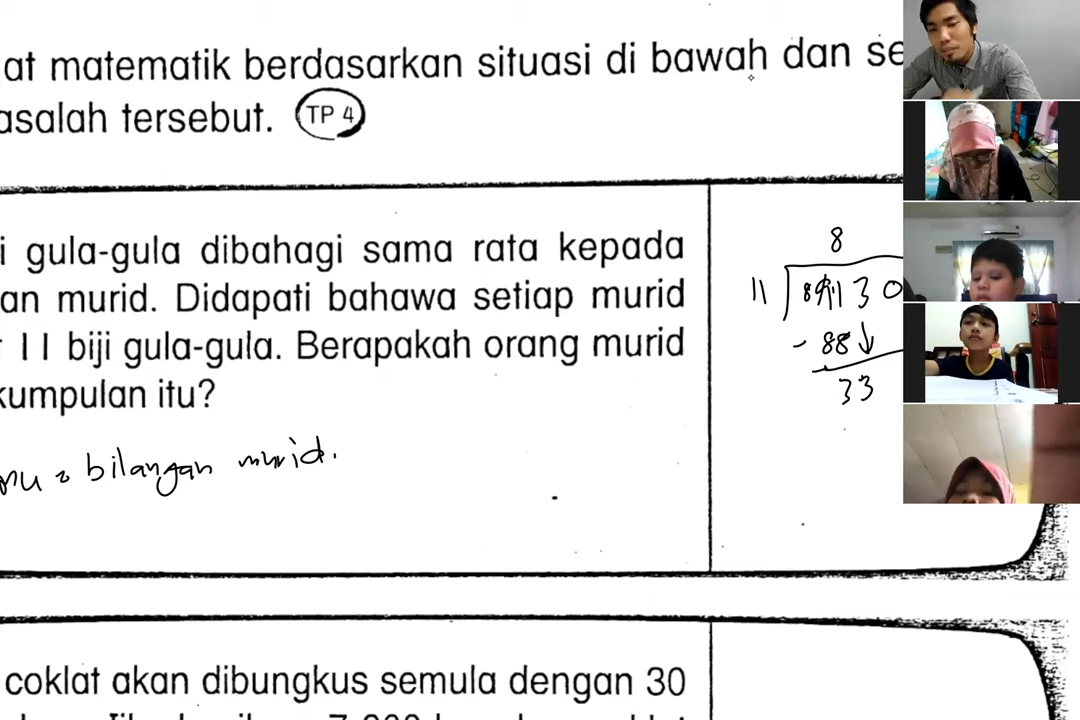 at matematik berdasarkan situasi di bawah dan se
asalah tersebut. TP 4
i gula-gula dibahagi sama rata kepada
an murid. Didapati bahawa setiap murid
11 biji gula-gula. Berapakah orang murid
kumpulan itu?
bilangan murid.
8
11
30
- 88
33
coklat akan dibungkus semula dengan 30